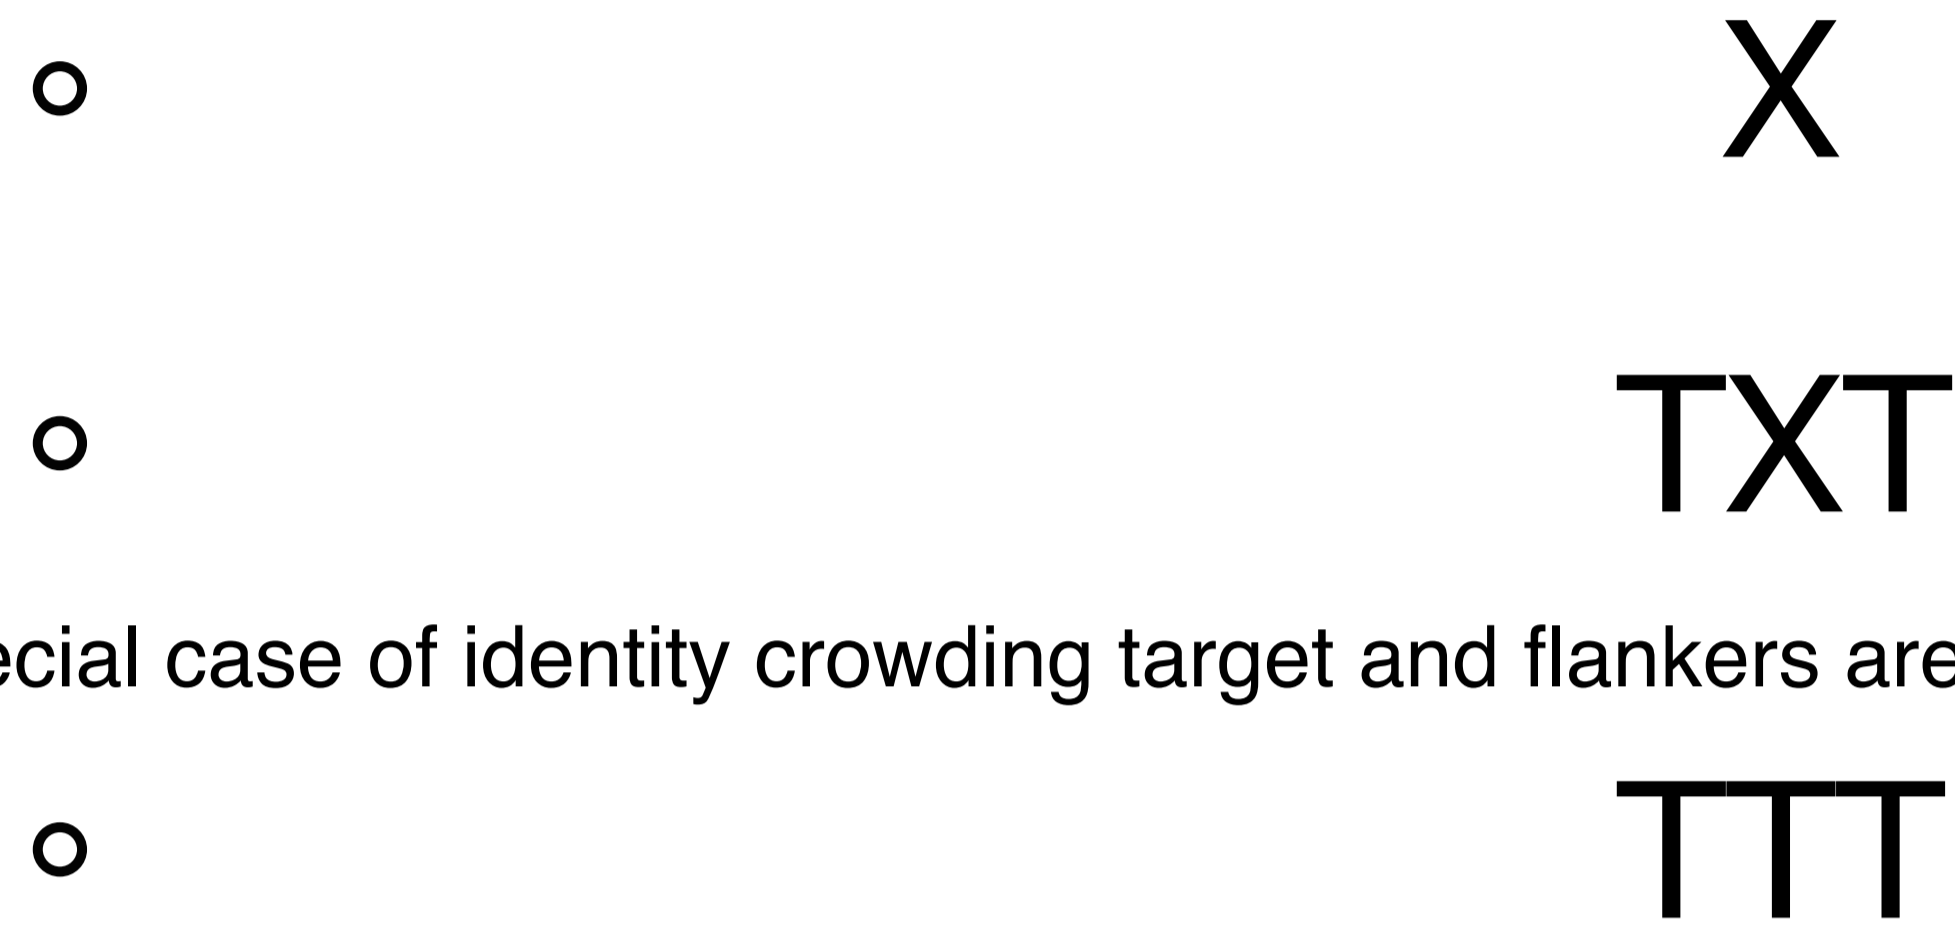 X
TXT
ecial case of identity crowding target and flankers are
TTT